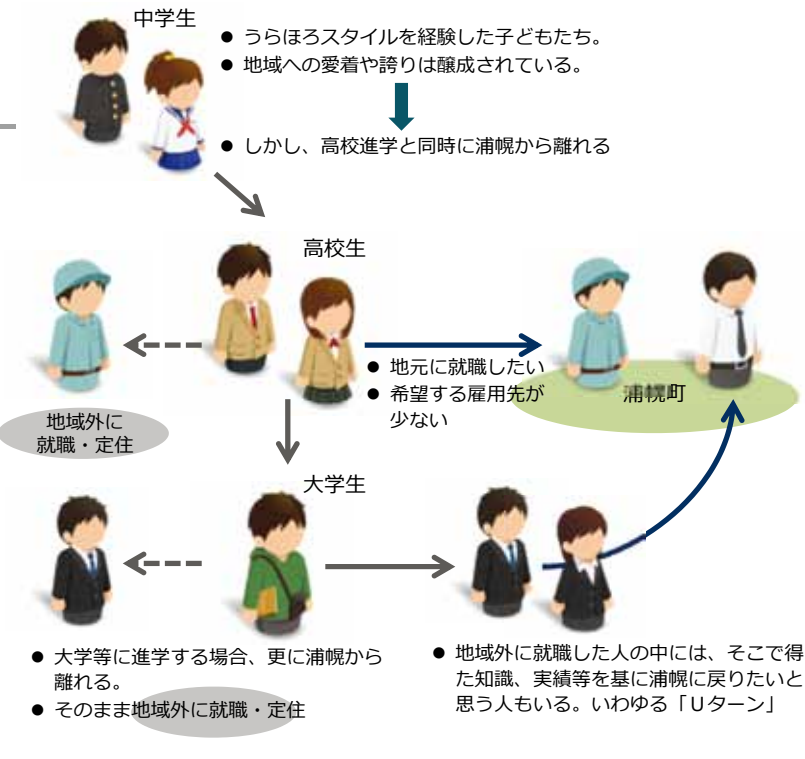 中学生
● うらほろスタイルを経験した子どもたち。
● 地域への愛着や誇りは醸成されている。
● しかし、高校進学と同時に浦幌から離れる
高校生
● 地元に就職したい
● 希望する雇用先が
少ない
浦幌町
地域外に
就職・定住
大学生
● 大学等に進学する場合、更に浦幌から
離れる。
● そのまま地域外に就職・定住
● 地域外に就職した人の中には、そこで得
た知識、実績等を基に浦幌に戻りたいと
思う人もいる。いわゆる「Uターン」